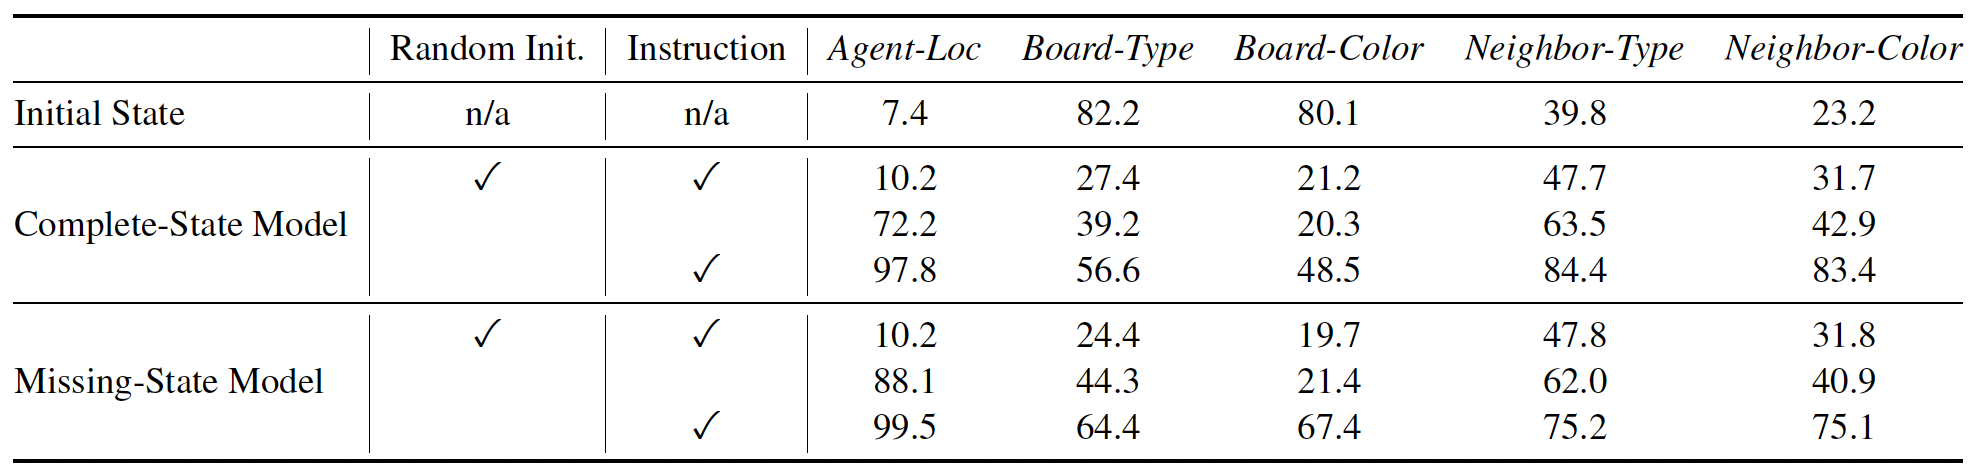 Random Init. Instruction Agent-Loc Board-Type Board-Color Neighbor-Type Neighbor-Color
Initial State n/a n/a 7.4 82.2 80.1 39.8 23.2
✓ ✓ 10.2 27.4 21.2 47.7 31.7
Complete-State Model 72.2 39.2 20.3 63.5 42.9
✓ 97.8 56.6 48.5 84.4 83.4
✓ ✓ 10.2 24.4 19.7 47.8 31.8
Missing-State Model 88.1 44.3 21.4 62.0 40.9
✓ 99.5 64.4 67.4 75.2 75.1